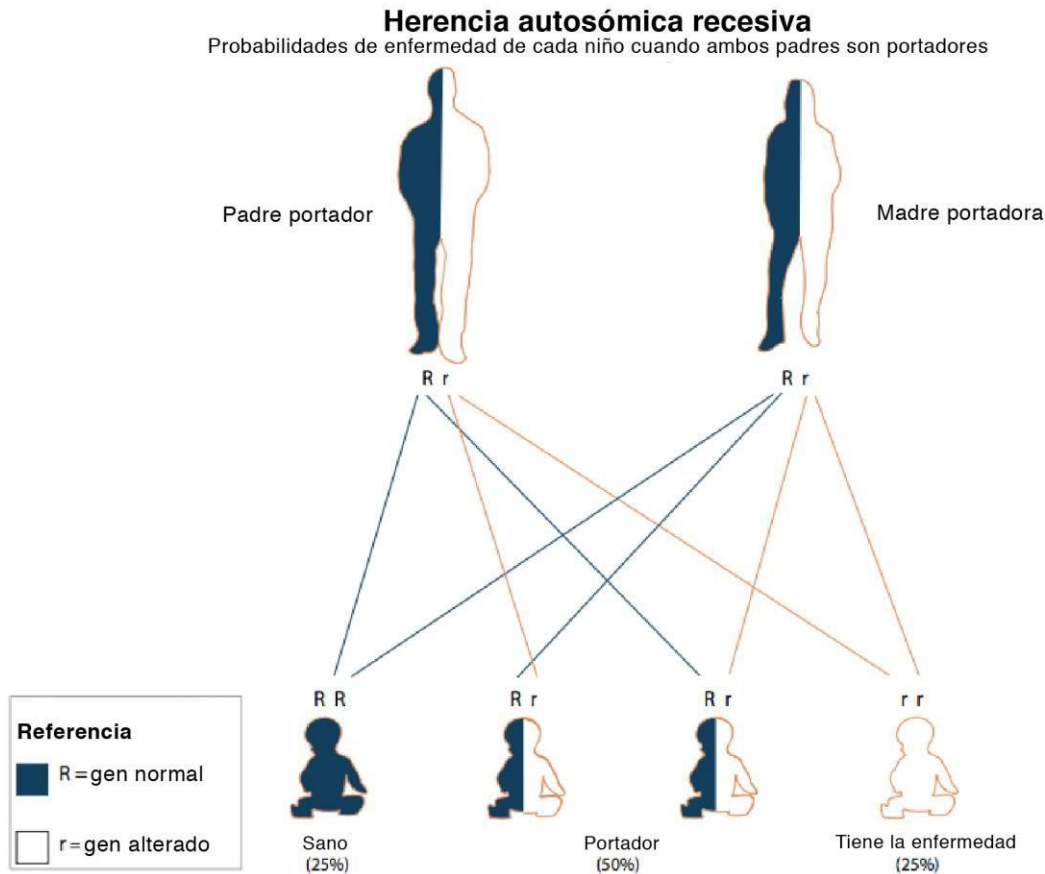 Herencia autosómica recesiva
Probabilidades de enfermedad de cada niño cuando ambos padres son portadores
Padre portador
Madre portadora
R r
R r
R R
R r
R r
r r
Referencia
R=gen normal
r=gen alterado
Sano
(25%)
Portador
(50%)
Tiene la enfermedad
(25%)